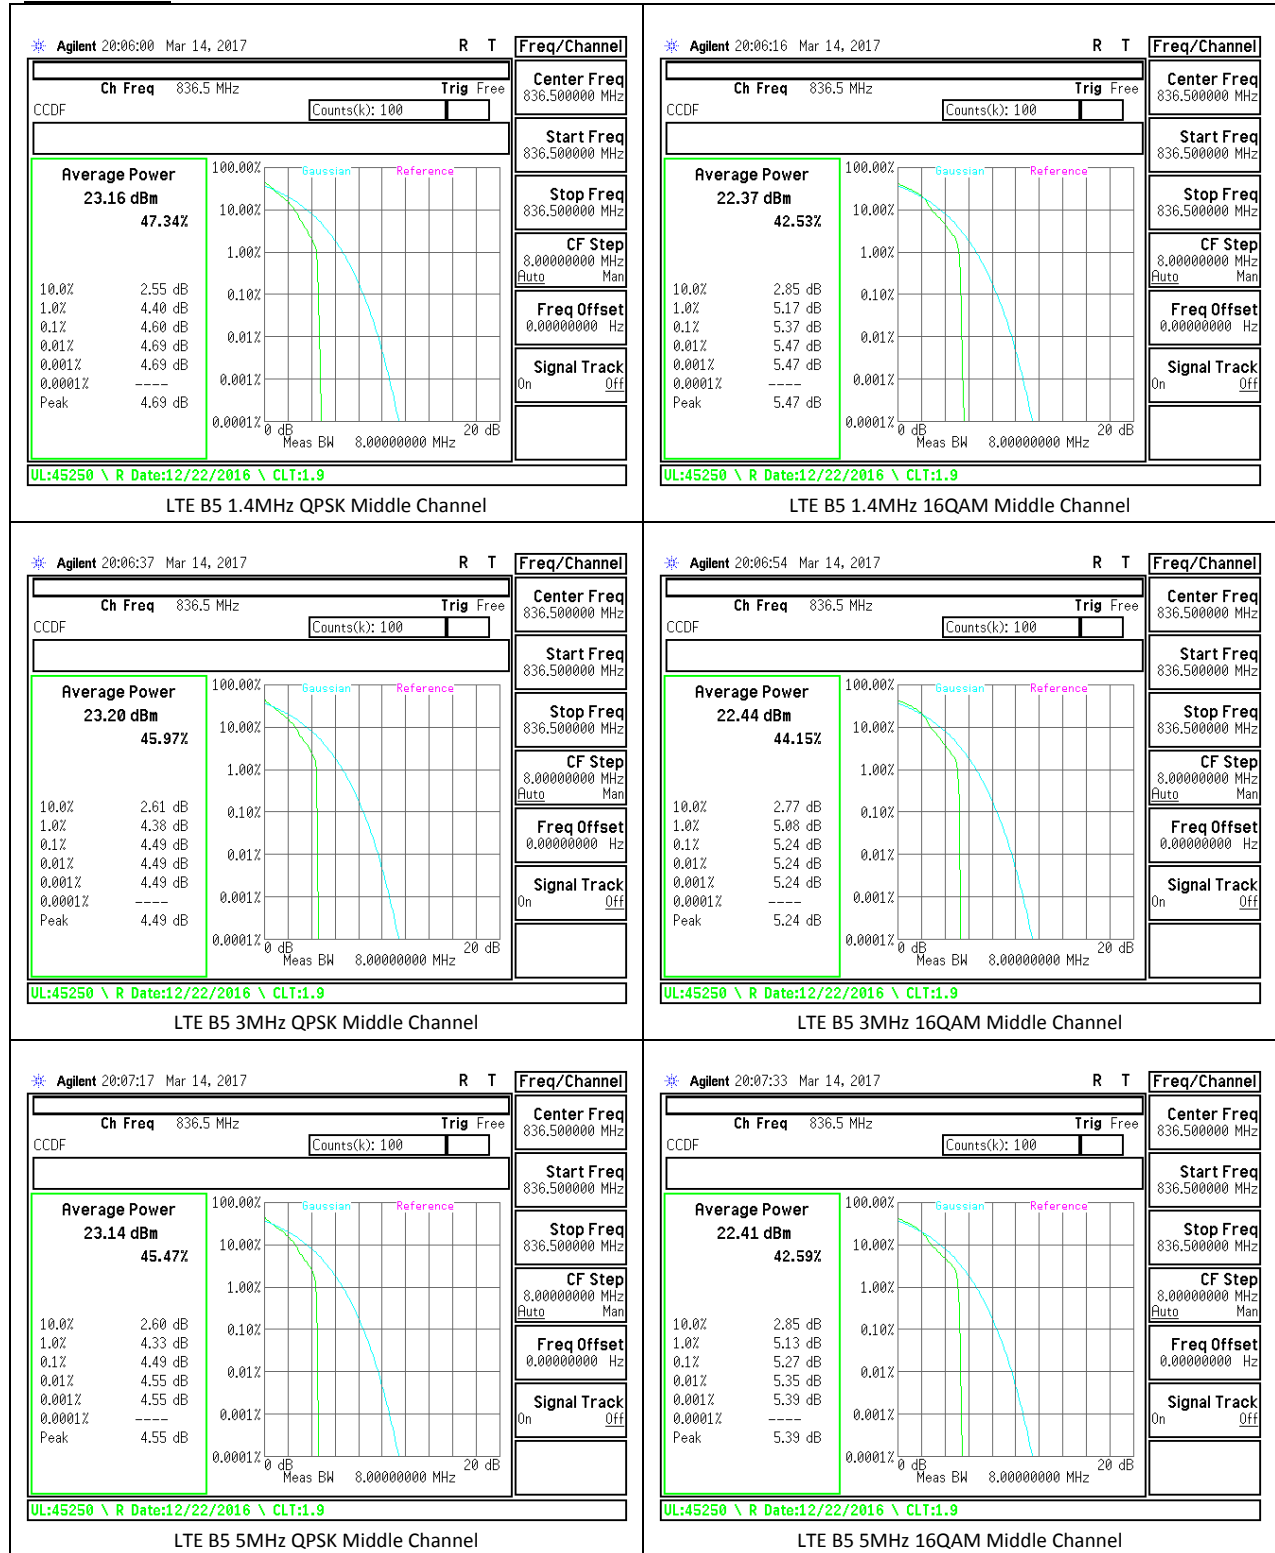 Agilent 20:06:00 Mar 14, 2017 R T Freq/Channel
Ch Freq 836.5 MHz Trig Free
CCDF Counts(k): 100
Center Freq
836.500000 MHz
Start Freq
836.500000 MHz
Stop Freq
836.500000 MHz
CF Step
8.00000000 MHz
Auto Man
Freq Offset
0.00000000 Hz
Signal Track
On Off
Average Power
23.16 dBm
47.34%
10.0% 2.55 dB
1.0% 4.40 dB
0.1% 4.60 dB
0.01% 4.69 dB
0.001% 4.69 dB
0.0001% ----
Peak 4.69 dB
Gaussian Reference
100.00%
10.00%
1.00%
0.10%
0.01%
0.001%
0.0001%
0 dB 20 dB
Meas BW 8.00000000 MHz
UL:45250 \ R Date:12/22/2016 \ CLT:1.9
LTE B5 1.4MHz QPSK Middle Channel
Agilent 20:06:16 Mar 14, 2017 R T Freq/Channel
Ch Freq 836.5 MHz Trig Free
CCDF Counts(k): 100
Center Freq
836.500000 MHz
Start Freq
836.500000 MHz
Stop Freq
836.500000 MHz
CF Step
8.00000000 MHz
Auto Man
Freq Offset
0.00000000 Hz
Signal Track
On Off
Average Power
22.37 dBm
42.53%
10.0% 2.85 dB
1.0% 5.17 dB
0.1% 5.37 dB
0.01% 5.47 dB
0.001% 5.47 dB
0.0001% ----
Peak 5.47 dB
Gaussian Reference
100.00%
10.00%
1.00%
0.10%
0.01%
0.001%
0.0001%
0 dB 20 dB
Meas BW 8.00000000 MHz
UL:45250 \ R Date:12/22/2016 \ CLT:1.9
LTE B5 1.4MHz 16QAM Middle Channel
Agilent 20:06:37 Mar 14, 2017 R T Freq/Channel
Ch Freq 836.5 MHz Trig Free
CCDF Counts(k): 100
Center Freq
836.500000 MHz
Start Freq
836.500000 MHz
Stop Freq
836.500000 MHz
CF Step
8.00000000 MHz
Auto Man
Freq Offset
0.00000000 Hz
Signal Track
On Off
Average Power
23.20 dBm
45.97%
10.0% 2.61 dB
1.0% 4.38 dB
0.1% 4.49 dB
0.01% 4.49 dB
0.001% 4.49 dB
0.0001% ----
Peak 4.49 dB
Gaussian Reference
100.00%
10.00%
1.00%
0.10%
0.01%
0.001%
0.0001%
0 dB 20 dB
Meas BW 8.00000000 MHz
UL:45250 \ R Date:12/22/2016 \ CLT:1.9
LTE B5 3MHz QPSK Middle Channel
Agilent 20:06:54 Mar 14, 2017 R T Freq/Channel
Ch Freq 836.5 MHz Trig Free
CCDF Counts(k): 100
Center Freq
836.500000 MHz
Start Freq
836.500000 MHz
Stop Freq
836.500000 MHz
CF Step
8.00000000 MHz
Auto Man
Freq Offset
0.00000000 Hz
Signal Track
On Off
Average Power
22.44 dBm
44.15%
10.0% 2.77 dB
1.0% 5.08 dB
0.1% 5.24 dB
0.01% 5.24 dB
0.001% 5.24 dB
0.0001% ----
Peak 5.24 dB
Gaussian Reference
100.00%
10.00%
1.00%
0.10%
0.01%
0.001%
0.0001%
0 dB 20 dB
Meas BW 8.00000000 MHz
UL:45250 \ R Date:12/22/2016 \ CLT:1.9
LTE B5 3MHz 16QAM Middle Channel
Agilent 20:07:17 Mar 14, 2017 R T Freq/Channel
Ch Freq 836.5 MHz Trig Free
CCDF Counts(k): 100
Center Freq
836.500000 MHz
Start Freq
836.500000 MHz
Stop Freq
836.500000 MHz
CF Step
8.00000000 MHz
Auto Man
Freq Offset
0.00000000 Hz
Signal Track
On Off
Average Power
23.14 dBm
45.47%
10.0% 2.60 dB
1.0% 4.33 dB
0.1% 4.49 dB
0.01% 4.55 dB
0.001% 4.55 dB
0.0001% ----
Peak 4.55 dB
Gaussian Reference
100.00%
10.00%
1.00%
0.10%
0.01%
0.001%
0.0001%
0 dB 20 dB
Meas BW 8.00000000 MHz
UL:45250 \ R Date:12/22/2016 \ CLT:1.9
LTE B5 5MHz QPSK Middle Channel
Agilent 20:07:33 Mar 14, 2017 R T Freq/Channel
Ch Freq 836.5 MHz Trig Free
CCDF Counts(k): 100
Center Freq
836.500000 MHz
Start Freq
836.500000 MHz
Stop Freq
836.500000 MHz
CF Step
8.00000000 MHz
Auto Man
Freq Offset
0.00000000 Hz
Signal Track
On Off
Average Power
22.41 dBm
42.59%
10.0% 2.85 dB
1.0% 5.13 dB
0.1% 5.27 dB
0.01% 5.35 dB
0.001% 5.39 dB
0.0001% ----
Peak 5.39 dB
Gaussian Reference
100.00%
10.00%
1.00%
0.10%
0.01%
0.001%
0.0001%
0 dB 20 dB
Meas BW 8.00000000 MHz
UL:45250 \ R Date:12/22/2016 \ CLT:1.9
LTE B5 5MHz 16QAM Middle Channel